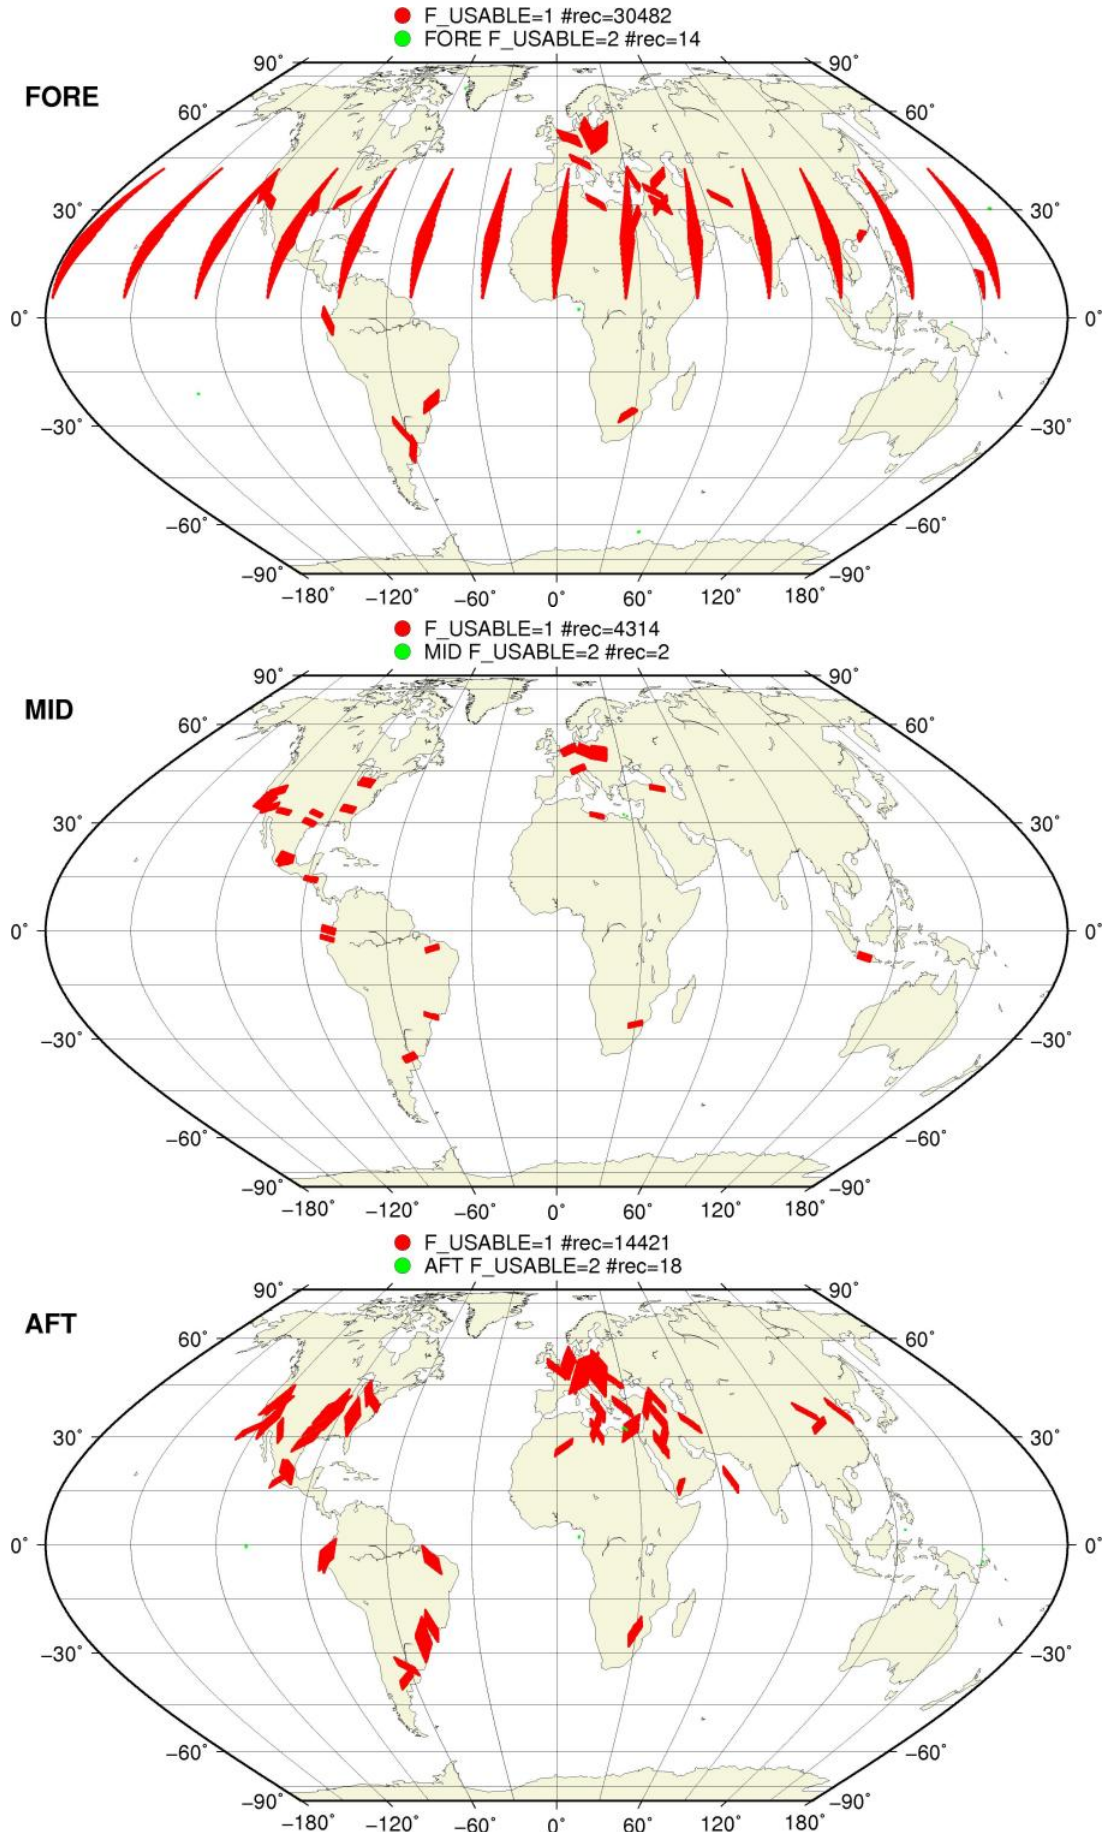 F_USABLE=1 #rec=30482
FORE F_USABLE=2 #rec=14
90° 90°
FORE
60° 60°
30° 30°
0° 0°
−30° −30°
−60° −60°
−90° −90°
−180° −120° −60° 0° 60° 120° 180°
F_USABLE=1 #rec=4314
MID F_USABLE=2 #rec=2
90° 90°
MID
60° 60°
30° 30°
0° 0°
−30° −30°
−60° −60°
−90° −90°
−180° −120° −60° 0° 60° 120° 180°
F_USABLE=1 #rec=14421
AFT F_USABLE=2 #rec=18
90° 90°
AFT
60° 60°
30° 30°
0° 0°
−30° −30°
−60° −60°
−90° −90°
−180° −120° −60° 0° 60° 120° 180°